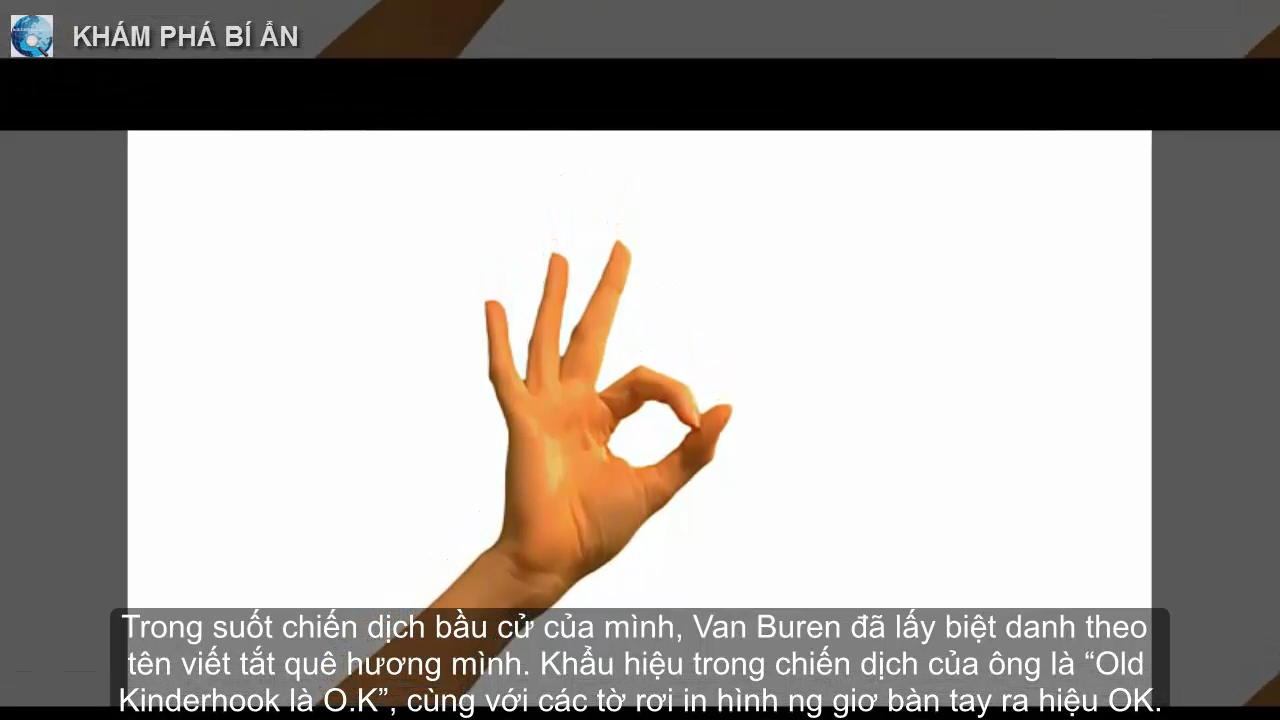 KHÁM PHÁ BÍ ẨN
Trong suốt chiến dịch bầu cử của mình, Van Buren đã lấy biệt danh theo
tên viết tắt quê hương mình. Khẩu hiệu trong chiến dịch của ông là “Old
Kinderhook là O.K”, cùng với các tờ rơi in hình ng giơ bàn tay ra hiệu OK.